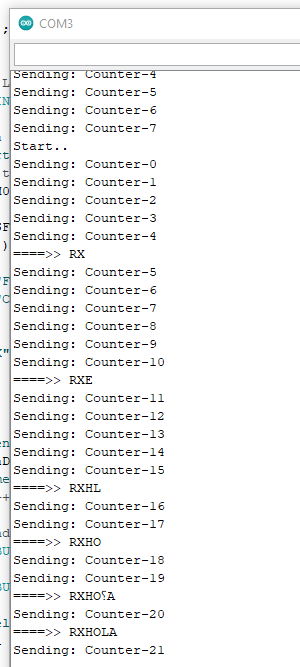 COM3
Sending: Counter-4
Sending: Counter-5
Sending: Counter-6
Sending: Counter-7
Start..
Sending: Counter-0
Sending: Counter-1
Sending: Counter-2
Sending: Counter-3
Sending: Counter-4
====>> RX
Sending: Counter-5
Sending: Counter-6
Sending: Counter-7
Sending: Counter-8
Sending: Counter-9
Sending: Counter-10
====>> RXE
Sending: Counter-11
Sending: Counter-12
Sending: Counter-13
Sending: Counter-14
Sending: Counter-15
====>> RXHL
Sending: Counter-16
Sending: Counter-17
====>> RXHO
Sending: Counter-18
Sending: Counter-19
====>> RXHO⸮A
Sending: Counter-20
====>> RXHOLA
Sending: Counter-21